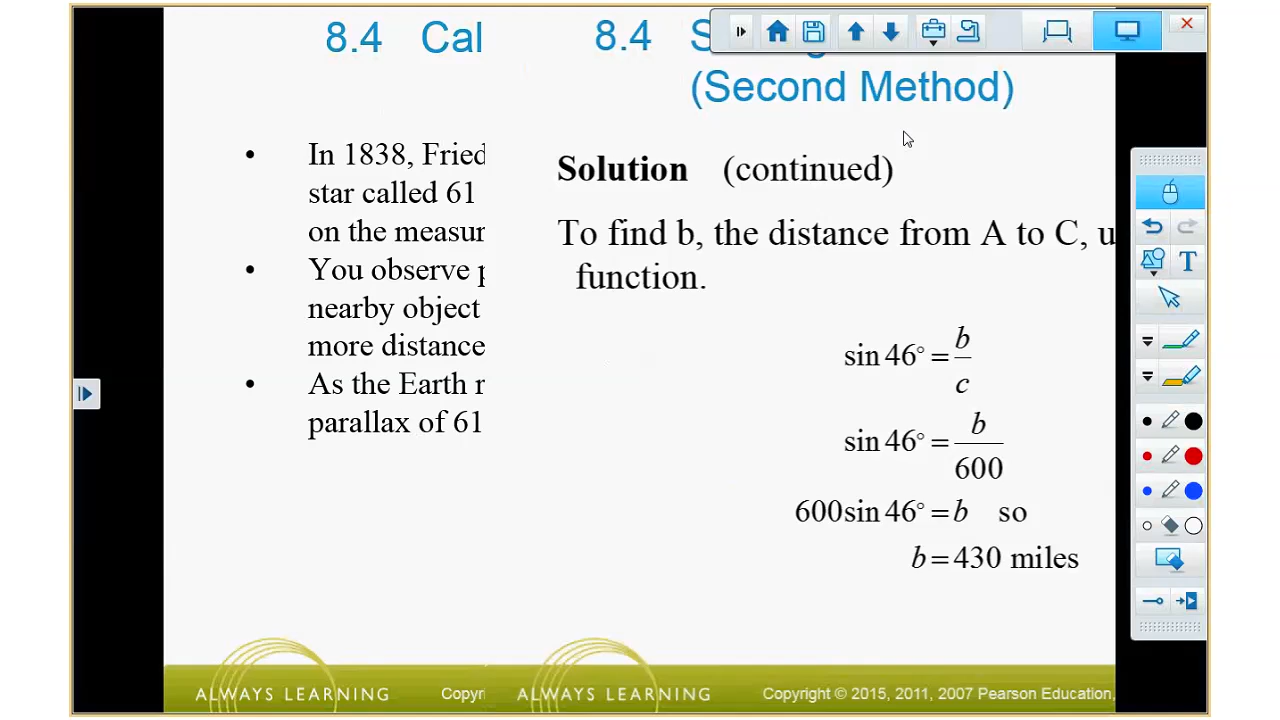 8.4 Cal
In 1838, Fried
star called 61
on the measur
You observe p
nearby object
more distance
As the Earth r
parallax of 61
ALWAYS LEARNING
Copyri
8.4
(Second Method)
Solution (continued)
To find b, the distance from A to C, u
function.
sin 46° = b/c
sin 46° = b/600
600sin 46° = b so
b = 430 miles
ALWAYS LEARNING
Copyright © 2015, 2011, 2007 Pearson Education,
T